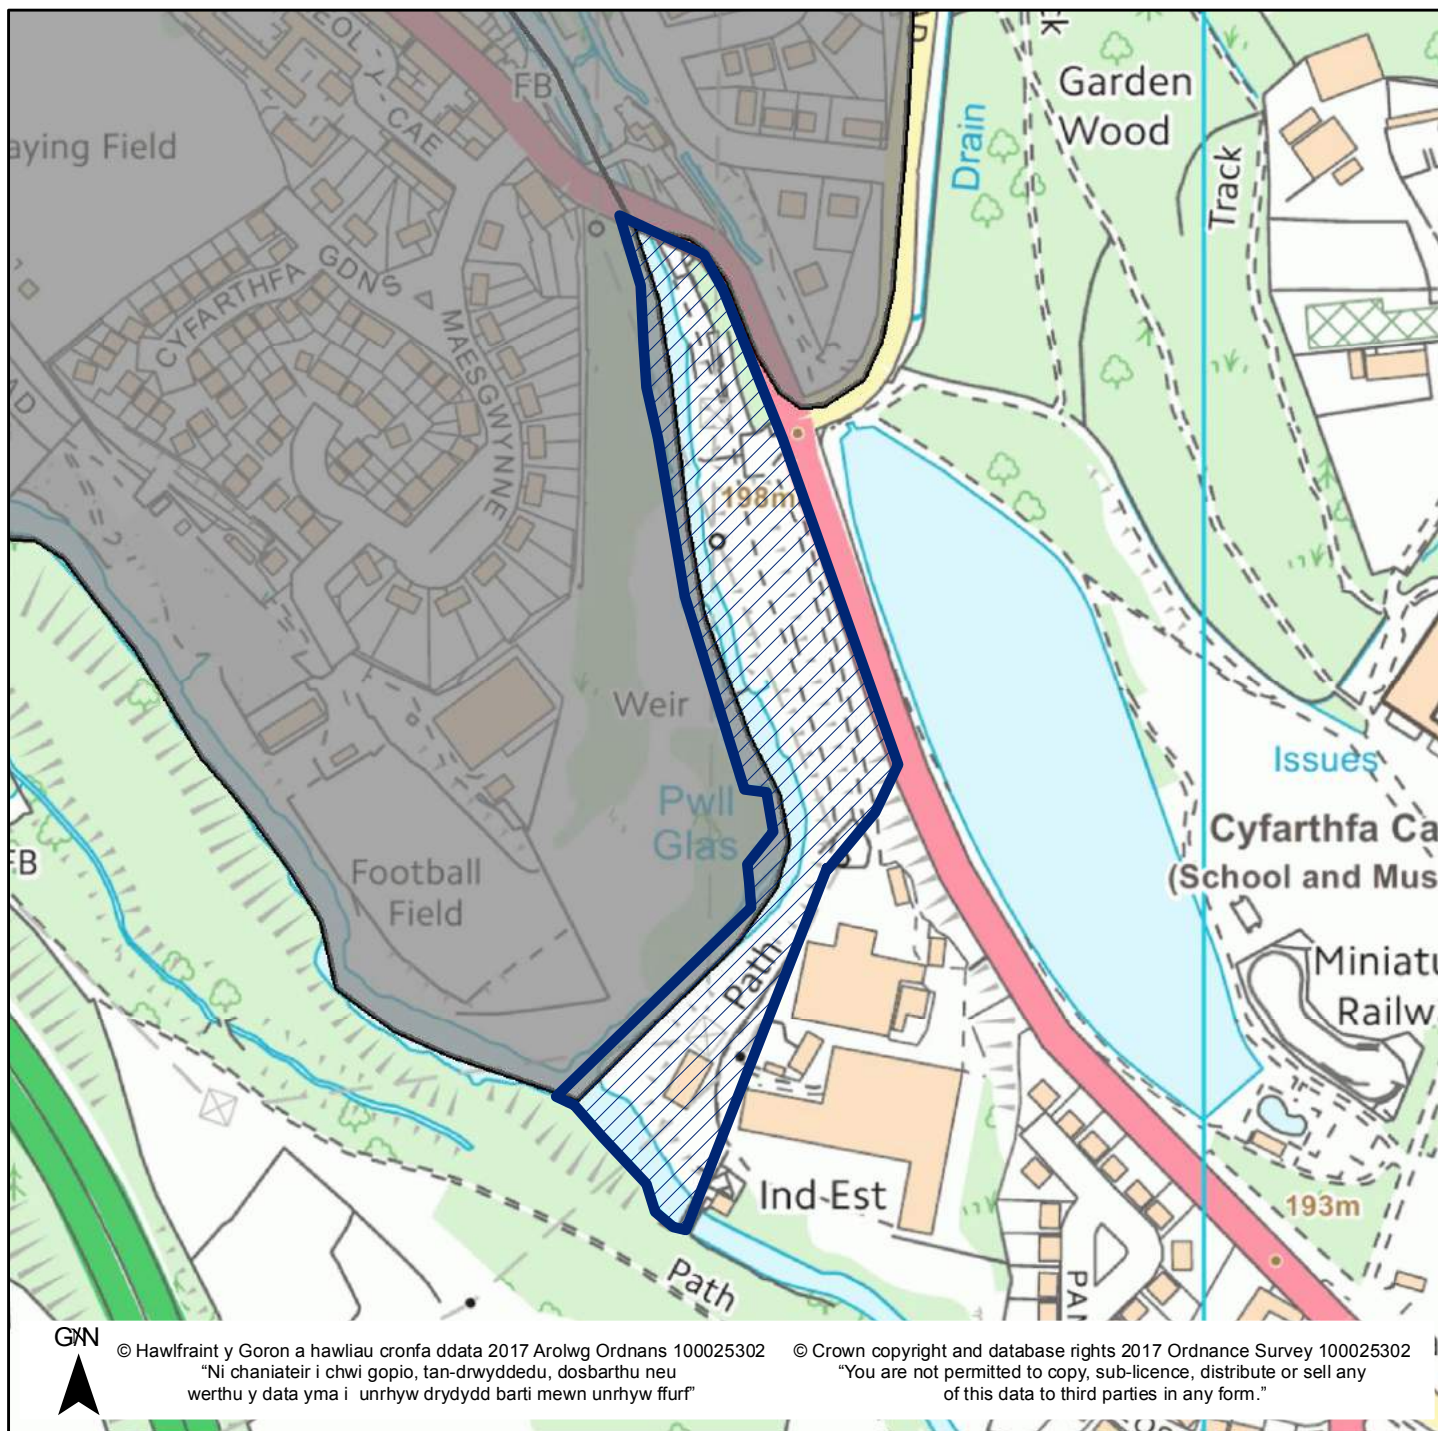 FB
CAE
Garden
Wood
Drain
Track
aying Field
CYFARTHFA
GDNS
MAESGWYNNE
198m
Weir
Pwll
Glas
Issues
Cyfarthfa Ca
(School and Mus
Football
Field
Path
Miniatu
Railw
Ind Est
193m
Path
GN
© Hawlfraint y Goron a hawliau cronfa ddata 2017 Arolwg Ordnans 100025302
“Ni chaniateir i chwi gopio, tan-drwyddedu, dosbarthu neu
werthu y data yma i unrhyw drydydd barti mewn unrhyw ffurf”
© Crown copyright and database rights 2017 Ordnance Survey 100025302
“You are not permitted to copy, sub-licence, distribute or sell any
of this data to third parties in any form.”